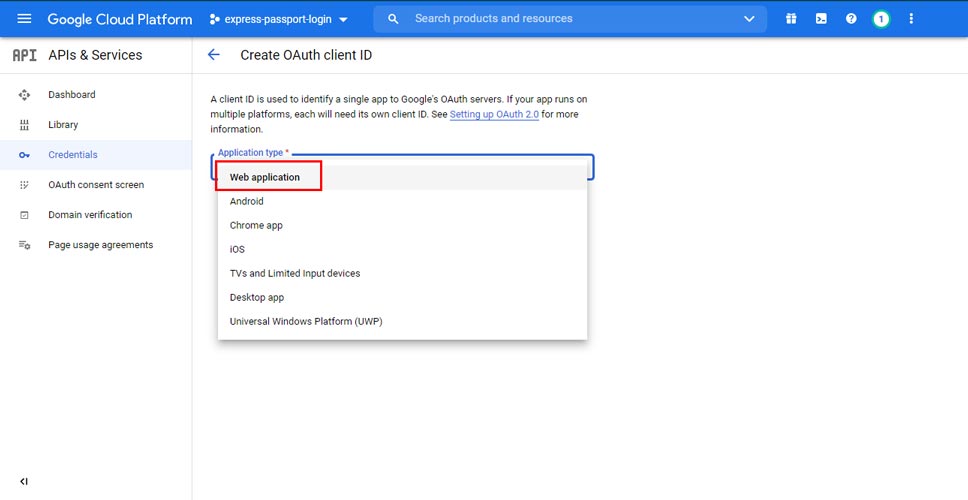 Google Cloud Platform
express-passport-login
Search products and resources
1
API APIs & Services
Create OAuth client ID
Dashboard
Library
Credentials
OAuth consent screen
Domain verification
Page usage agreements
A client ID is used to identify a single app to Google's OAuth servers. If your app runs on
multiple platforms, each will need its own client ID. See Setting up OAuth 2.0 for more
information.
Application type *
Web application
Android
Chrome app
iOS
TVs and Limited Input devices
Desktop app
Universal Windows Platform (UWP)